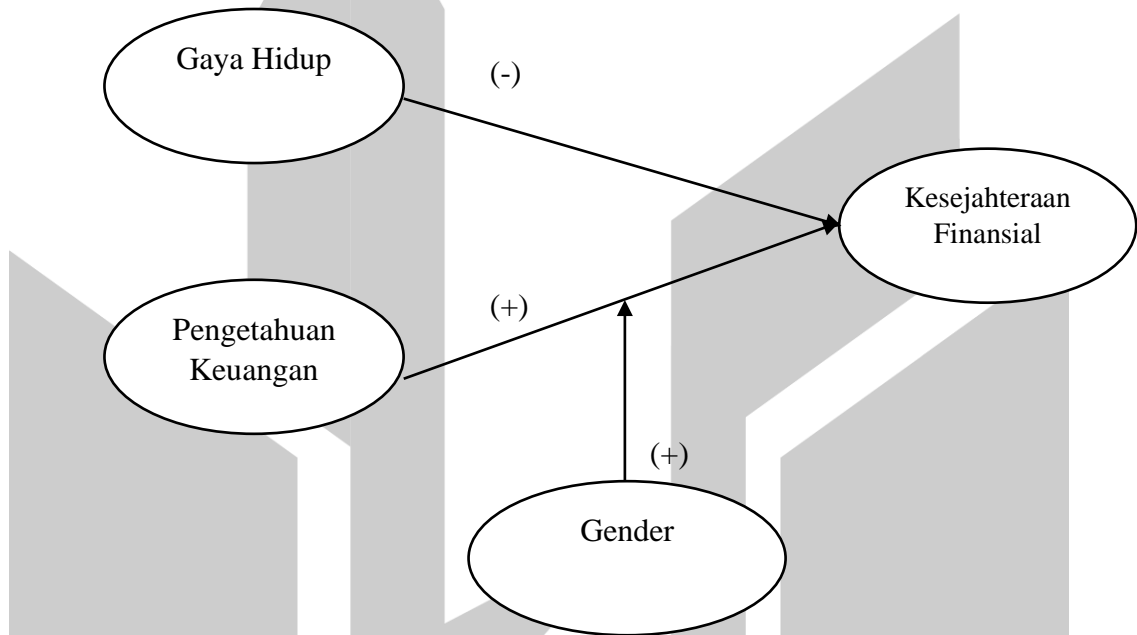 Gaya Hidup
(-)
Kesejahteraan
Finansial
Pengetahuan
Keuangan
(+)
(+)
Gender